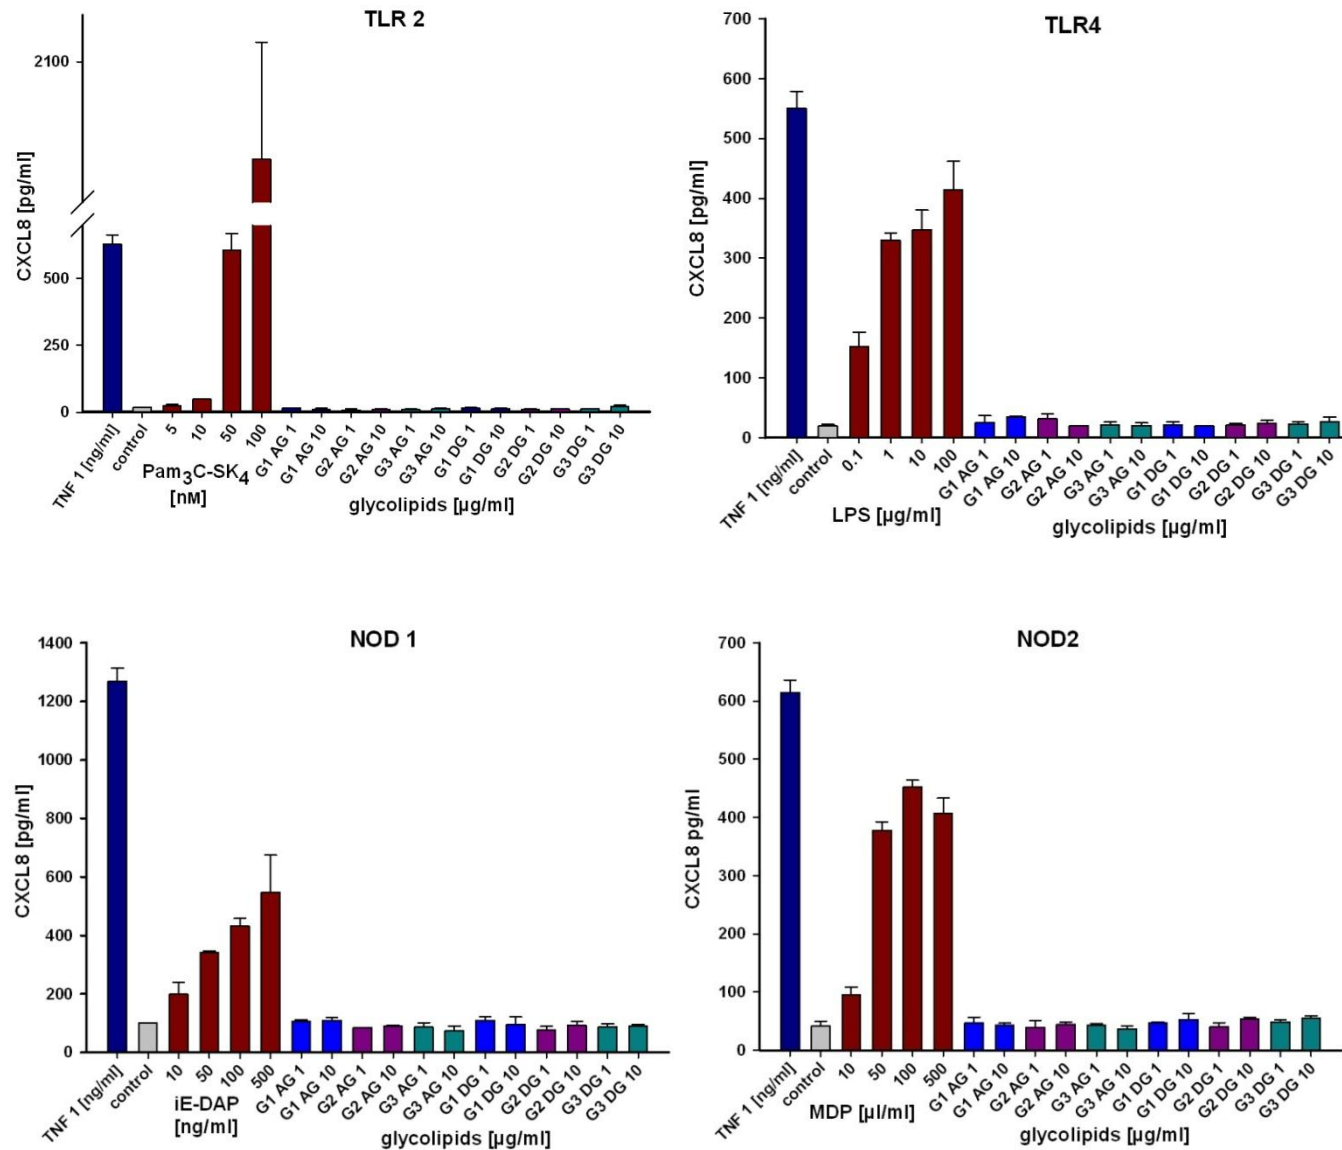 TLR 2
CXCL8 [pg/ml]
2100
500
250
0
TNF 1 [ng/ml]
control
5
10
50
100
G1 AG 1
G1 AG 10
G2 AG 1
G2 AG 10
G3 AG 1
G3 AG 10
G1 DG 1
G1 DG 10
G2 DG 1
G2 DG 10
G3 DG 1
G3 DG 10
Pam3C-SK4
[nM]
glycolipids [µg/ml]
TLR4
CXCL8 [pg/ml]
700
600
500
400
300
200
100
0
TNF 1 [ng/ml]
control
0.1
1
10
100
G1 AG 1
G1 AG 10
G2 AG 1
G2 AG 10
G3 AG 1
G3 AG 10
G1 DG 1
G1 DG 10
G2 DG 1
G2 DG 10
G3 DG 1
G3 DG 10
LPS [µg/ml]
glycolipids [µg/ml]
NOD 1
CXCL8 [pg/ml]
1400
1200
1000
800
600
400
200
0
TNF 1 [ng/ml]
control
10
50
100
500
G1 AG 1
G1 AG 10
G2 AG 1
G2 AG 10
G3 AG 1
G3 AG 10
G1 DG 1
G1 DG 10
G2 DG 1
G2 DG 10
G3 DG 1
G3 DG 10
iE-DAP
[ng/ml]
glycolipids [µg/ml]
NOD2
CXCL8 pg/ml
700
600
500
400
300
200
100
0
TNF 1 [ng/ml]
control
10
50
100
500
G1 AG 1
G1 AG 10
G2 AG 1
G2 AG 10
G3 AG 1
G3 AG 10
G1 DG 1
G1 DG 10
G2 DG 1
G2 DG 10
G3 DG 1
G3 DG 10
MDP [µl/ml]
glycolipids [µg/ml]